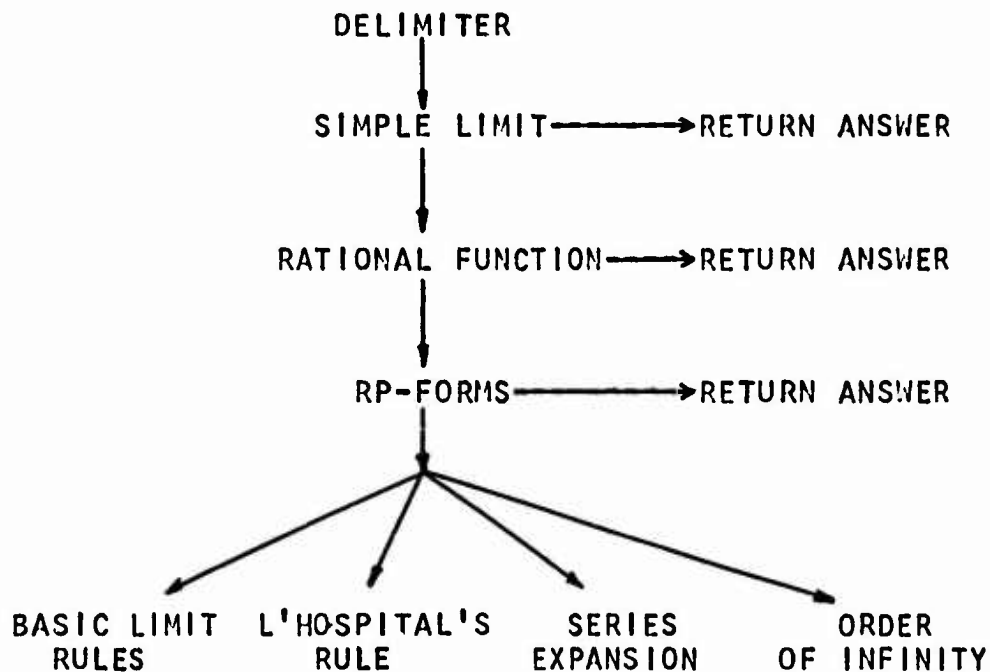 DELIMITER
SIMPLE LIMIT RETURN ANSWER
RATIONAL FUNCTION RETURN ANSWER
RP-FORMS RETURN ANSWER
BASIC LIMIT RULES
L'HOSPITAL'S RULE
SERIES EXPANSION
ORDER OF INFINITY